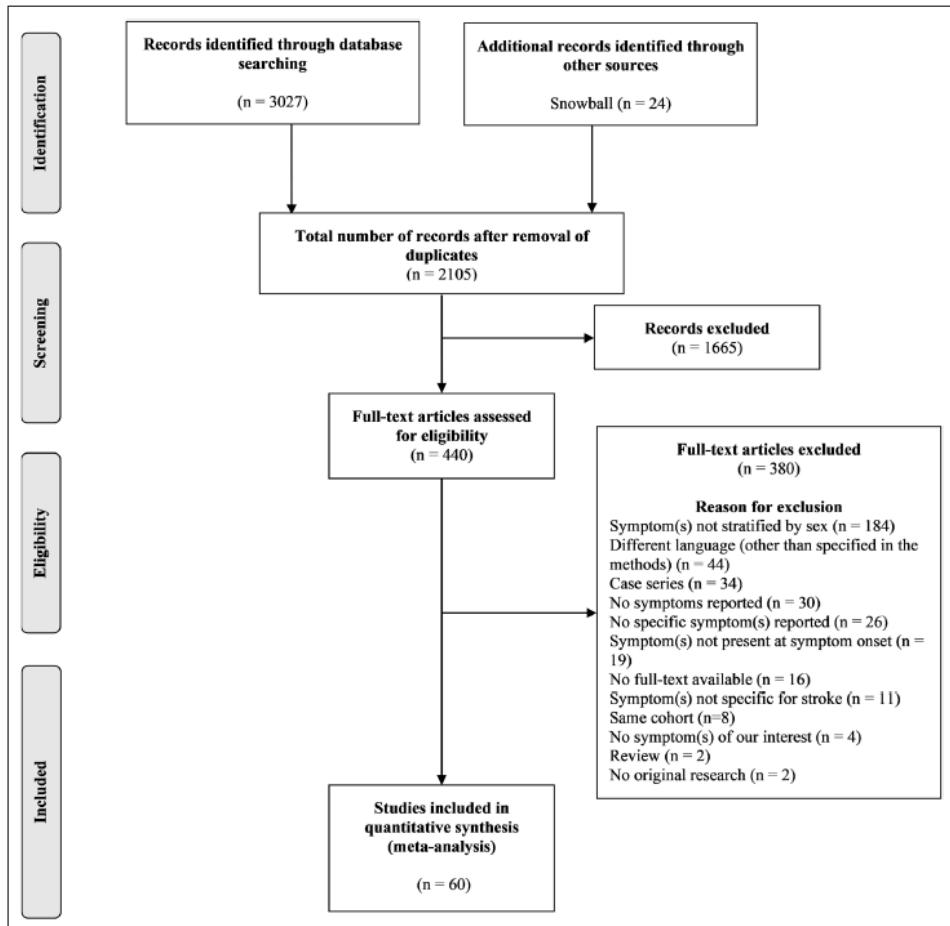 Identification
Records identified through database
searching
(n = 3027)
Additional records identified through
other sources
Snowball (n = 24)
Total number of records after removal of
duplicates
(n = 2105)
Screening
Records excluded
(n = 1665)
Full-text articles assessed
for eligibility
(n = 440)
Eligibility
Full-text articles excluded
(n = 380)
Reason for exclusion
Symptom(s) not stratified by sex (n = 184)
Different language (other than specified in the
methods) (n = 44)
Case series (n = 34)
No symptoms reported (n = 30)
No specific symptom(s) reported (n = 26)
Symptom(s) not present at symptom onset (n =
19)
No full-text available (n = 16)
Symptom(s) not specific for stroke (n = 11)
Same cohort (n=8)
No symptom(s) of our interest (n = 4)
Review (n = 2)
No original research (n = 2)
Included
Studies included in
quantitative synthesis
(meta-analysis)
(n = 60)